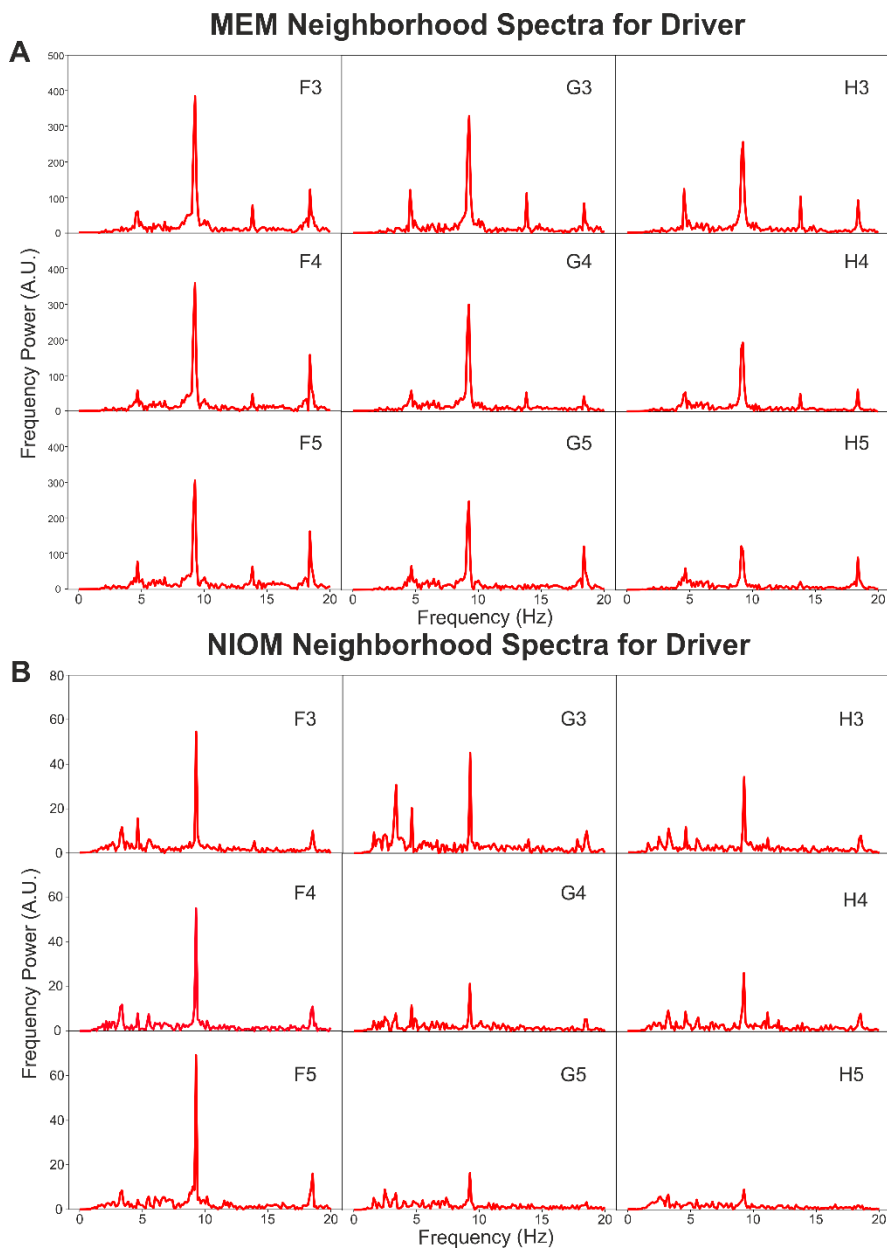 MEM Neighborhood Spectra for Driver
A
500
400
300
200
100
0
F3
G3
H3
400
300
200
100
0
F4
G4
H4
400
300
200
100
0
F5
G5
H5
Frequency Power (A.U.)
0 5 10 15 20
0 5 10 15 20
0 5 10 15 20
Frequency (Hz)
NIOM Neighborhood Spectra for Driver
B
80
60
40
20
0
F3
G3
H3
60
40
20
0
F4
G4
H4
60
40
20
0
F5
G5
H5
Frequency Power (A.U.)
0 5 10 15 20
0 5 10 15 20
0 5 10 15 20
Frequency (Hz)